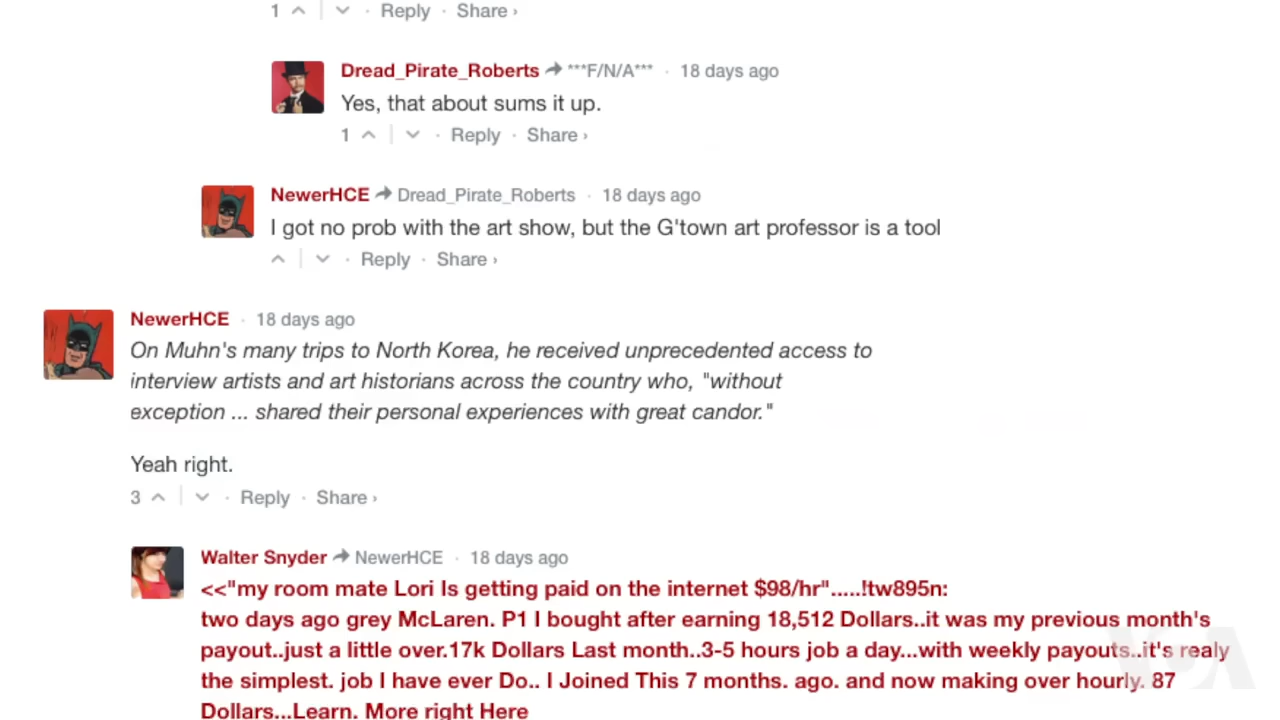 1 · Reply · Share ›
Dread_Pirate_Roberts ***F/N/A*** · 18 days ago
Yes, that about sums it up.
1 · Reply · Share ›
NewerHCE Dread_Pirate_Roberts · 18 days ago
I got no prob with the art show, but the G'town art professor is a tool
· Reply · Share ›
NewerHCE · 18 days ago
On Muhn's many trips to North Korea, he received unprecedented access to
interview artists and art historians across the country who, "without
exception ... shared their personal experiences with great candor."
Yeah right.
3 · Reply · Share ›
Walter Snyder NewerHCE · 18 days ago
<<"my room mate Lori Is getting paid on the internet $98/hr".....!tw895n:
two days ago grey McLaren. P1 I bought after earning 18,512 Dollars..it was my previous month's
payout..just a little over.17k Dollars Last month..3-5 hours job a day...with weekly payouts..it's realy
the simplest. job I have ever Do.. I Joined This 7 months. ago. and now making over hourly. 87
Dollars...Learn. More right Here
VOA